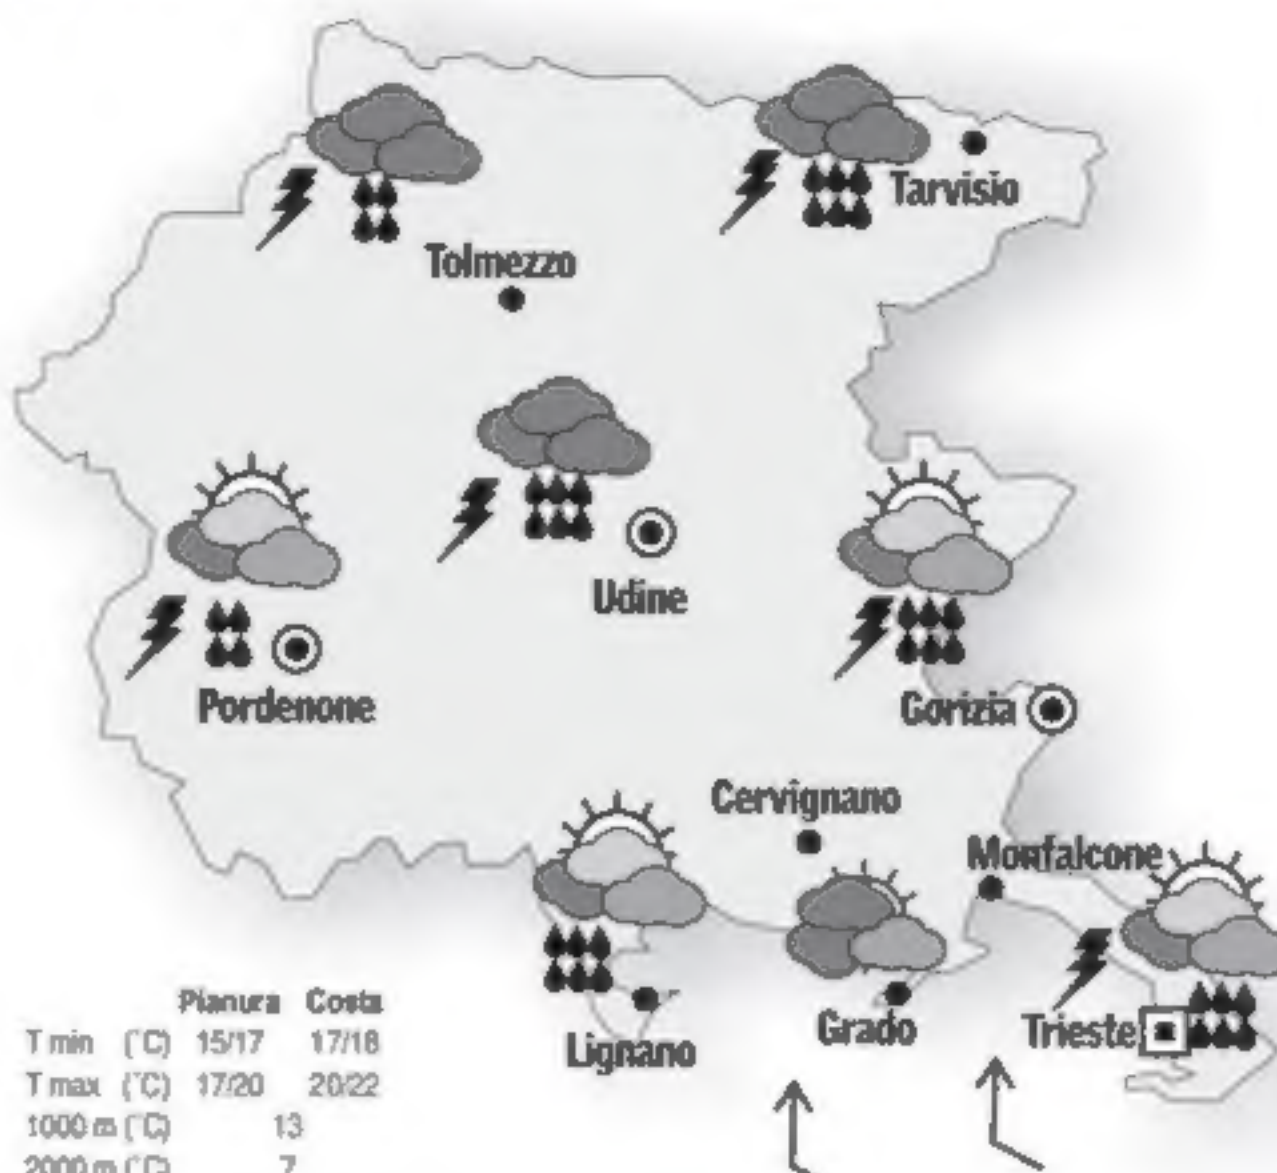 Tarvisio
Tolmezzo
Udine
Pordenone
Gorizia
Cervignano
Monfalcone
Grado
Trieste
Lignano
Pianura Costa
T min (°C) 15/17 17/18
T max (°C) 17/20 20/22
1000 m (°C) 13
2000 m (°C) 7